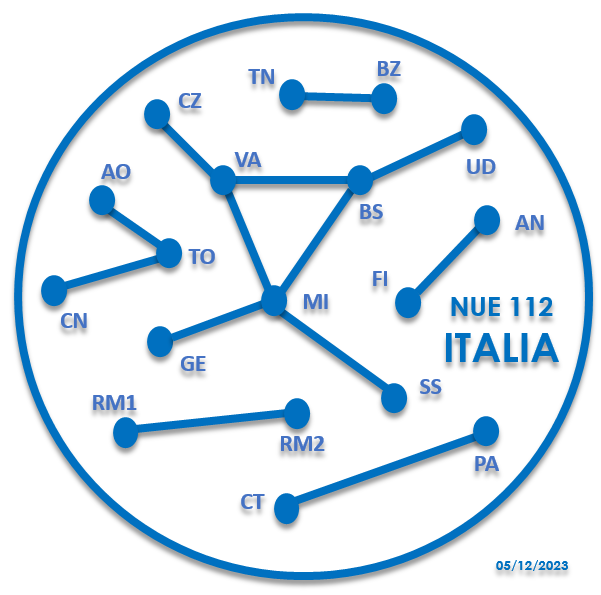 BZ
TN
CZ
VA
UD
AO
BS
AN
TO
FI
MI
NUE 112
ITALIA
CN
GE
SS
RM1
RM2
PA
CT
05/12/2023